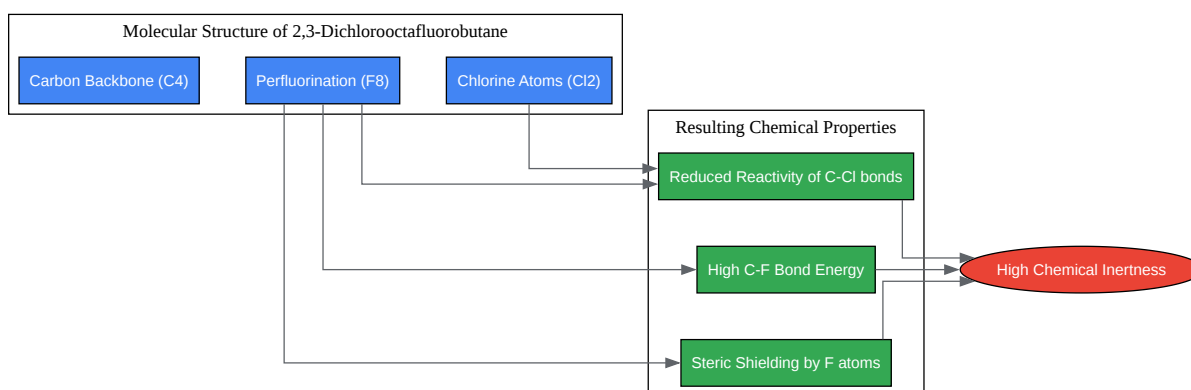 Molecular Structure of 2,3-Dichlorooctafluorobutane
Carbon Backbone (C4)
Perfluorination (F8)
Chlorine Atoms (Cl2)
Resulting Chemical Properties
Reduced Reactivity of C-Cl bonds
High C-F Bond Energy
High Chemical Inertness
Steric Shielding by F atoms